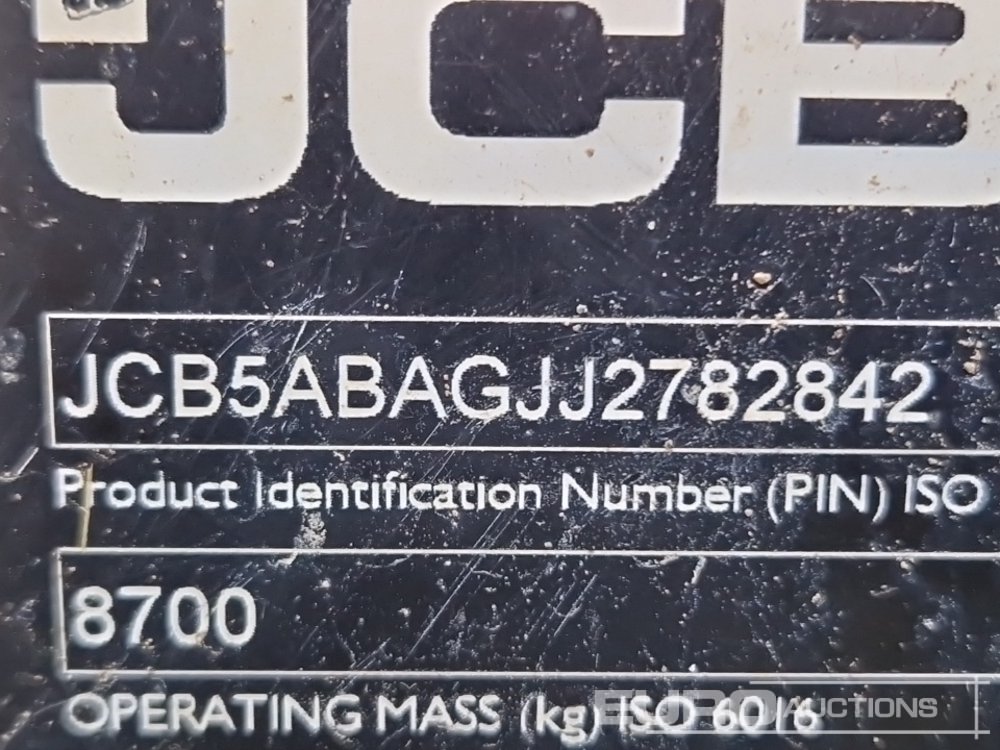 JCB
JCB5ABAGJJ2782842
Product Identification Number (PIN) ISO
8700
OPERATING MASS (kg) ISO 6016
EURO AUCTIONS